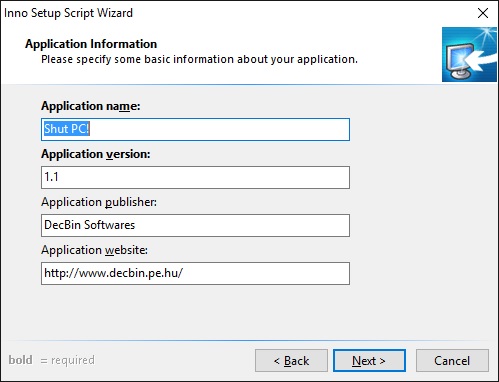 Inno Setup Script Wizard
Application Information
Please specify some basic information about your application.
Application name:
Shut PC!
Application version:
1.1
Application publisher:
DecBin Softwares
Application website:
http://www.decbin.pe.hu/
bold = required
< Back
Next >
Cancel